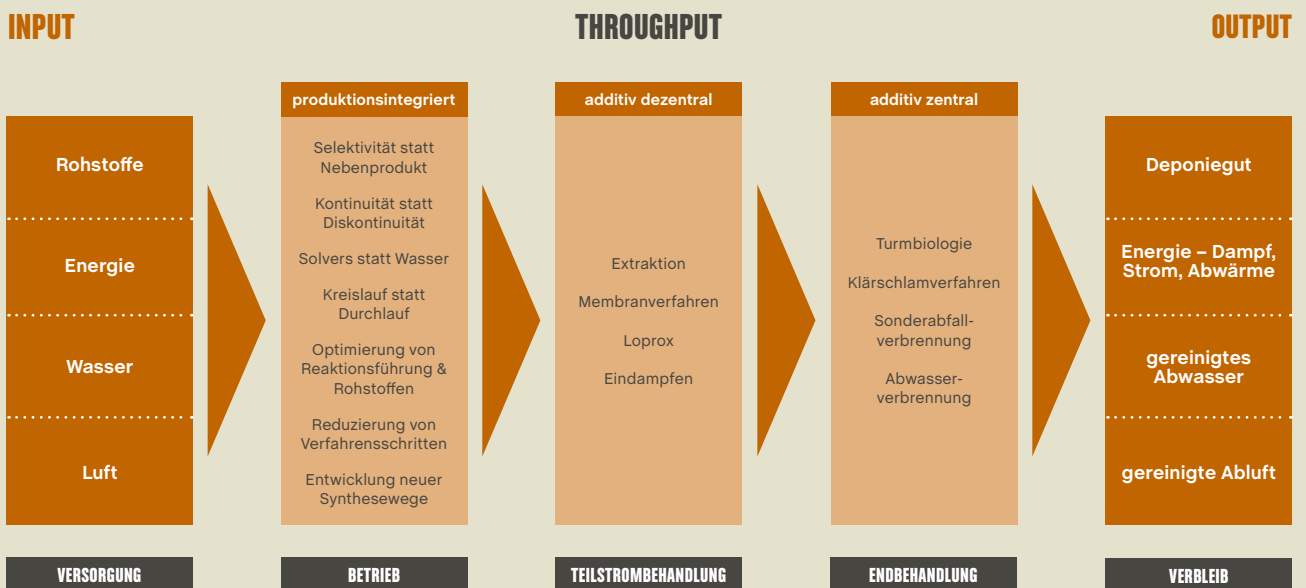 INPUT
THROUGHPUT
OUTPUT
Rohstoffe
Energie
Wasser
Luft
VERSORGUNG
produktionsintegriert
Selektivität statt
Nebenprodukt
Kontinuität statt
Diskontinuität
Solvers statt Wasser
Kreislauf statt
Durchlauf
Optimierung von
Reaktionsführung &
Rohstoffen
Reduzierung von
Verfahrensschritten
Entwicklung neuer
Synthesewege
BETRIEB
additiv dezentral
Extraktion
Membranverfahren
Loprox
Eindampfen
TEILSTROMBEHANDLUNG
additiv zentral
Turmbiologie
Klärschlamverfahren
Sonderabfall-
verbrennung
Abwasser-
verbrennung
ENDBEHANDLUNG
Deponiegut
Energie – Dampf,
Strom, Abwärme
gereinigtes
Abwasser
gereinigte Abluft
VERBLEIB